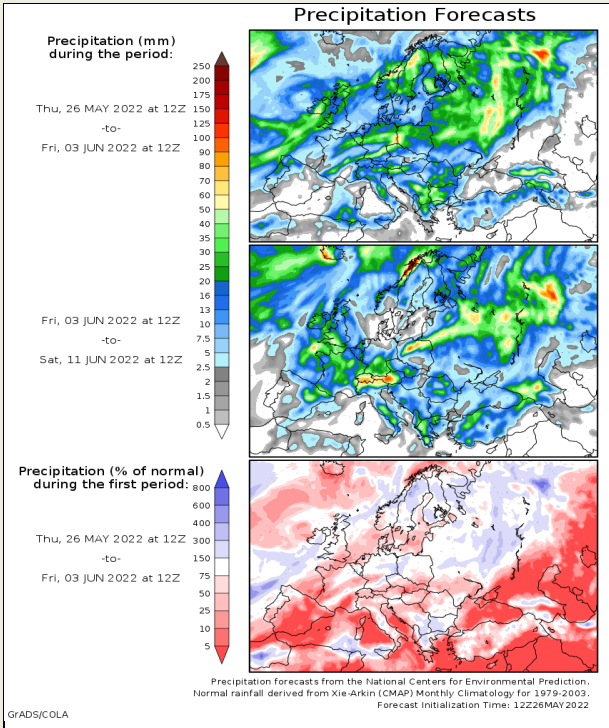 Precipitation Forecasts
Precipitation (mm)
during the period:
Thu, 26 MAY 2022 at 12Z
-to-
Fri, 03 JUN 2022 at 12Z
250
200
175
150
125
100
90
80
70
60
50
40
35
30
25
20
16
13
10
7.5
5
2.5
2
1.5
1
0.5
Fri, 03 JUN 2022 at 12Z
-to-
Sat, 11 JUN 2022 at 12Z
Precipitation (% of normal)
during the first period:
Thu, 26 MAY 2022 at 12Z
-to-
Fri, 03 JUN 2022 at 12Z
800
600
400
300
150
75
50
25
10
5
Precipitation forecasts from the National Centers for Environmental Prediction.
Normal rainfall derived from Xie-Arkin (CMAP) Monthly Climatology for 1979-2003.
Forecast Initialization Time: 12Z26MAY2022
GrADS/COLA